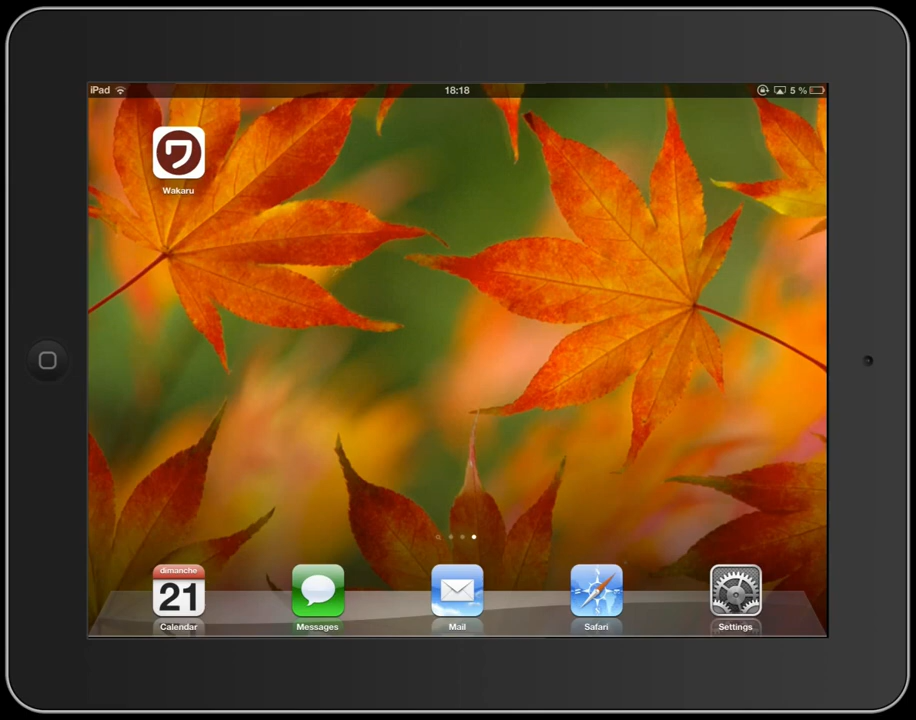 iPad 18:18 5 %
ワ
Wakaru
dimanche
21
Calendar Messages Mail Safari Settings